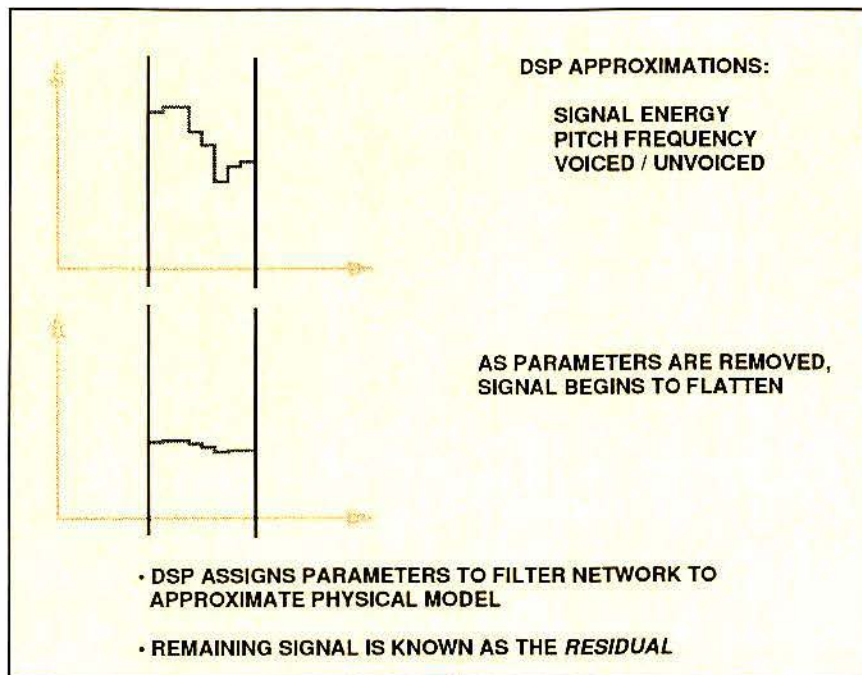 DSP APPROXIMATIONS:
SIGNAL ENERGY
PITCH FREQUENCY
VOICED / UNVOICED
AS PARAMETERS ARE REMOVED,
SIGNAL BEGINS TO FLATTEN
• DSP ASSIGNS PARAMETERS TO FILTER NETWORK TO
APPROXIMATE PHYSICAL MODEL
• REMAINING SIGNAL IS KNOWN AS THE RESIDUAL